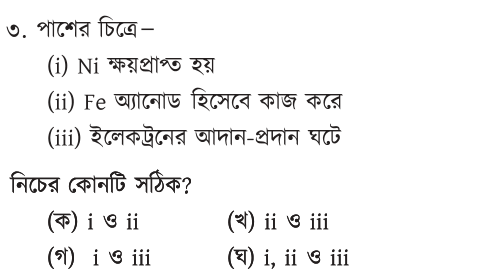 ৩. পাশের চিত্রে–
(i) Ni ক্ষয়প্রাপ্ত হয়
(ii) Fe অ্যানোড হিসেবে কাজ করে
(iii) ইলেকট্রনের আদান-প্রদান ঘটে
নিচের কোনটি সঠিক?
(ক) i ও ii (খ) ii ও iii
(গ) i ও iii (ঘ) i, ii ও iii